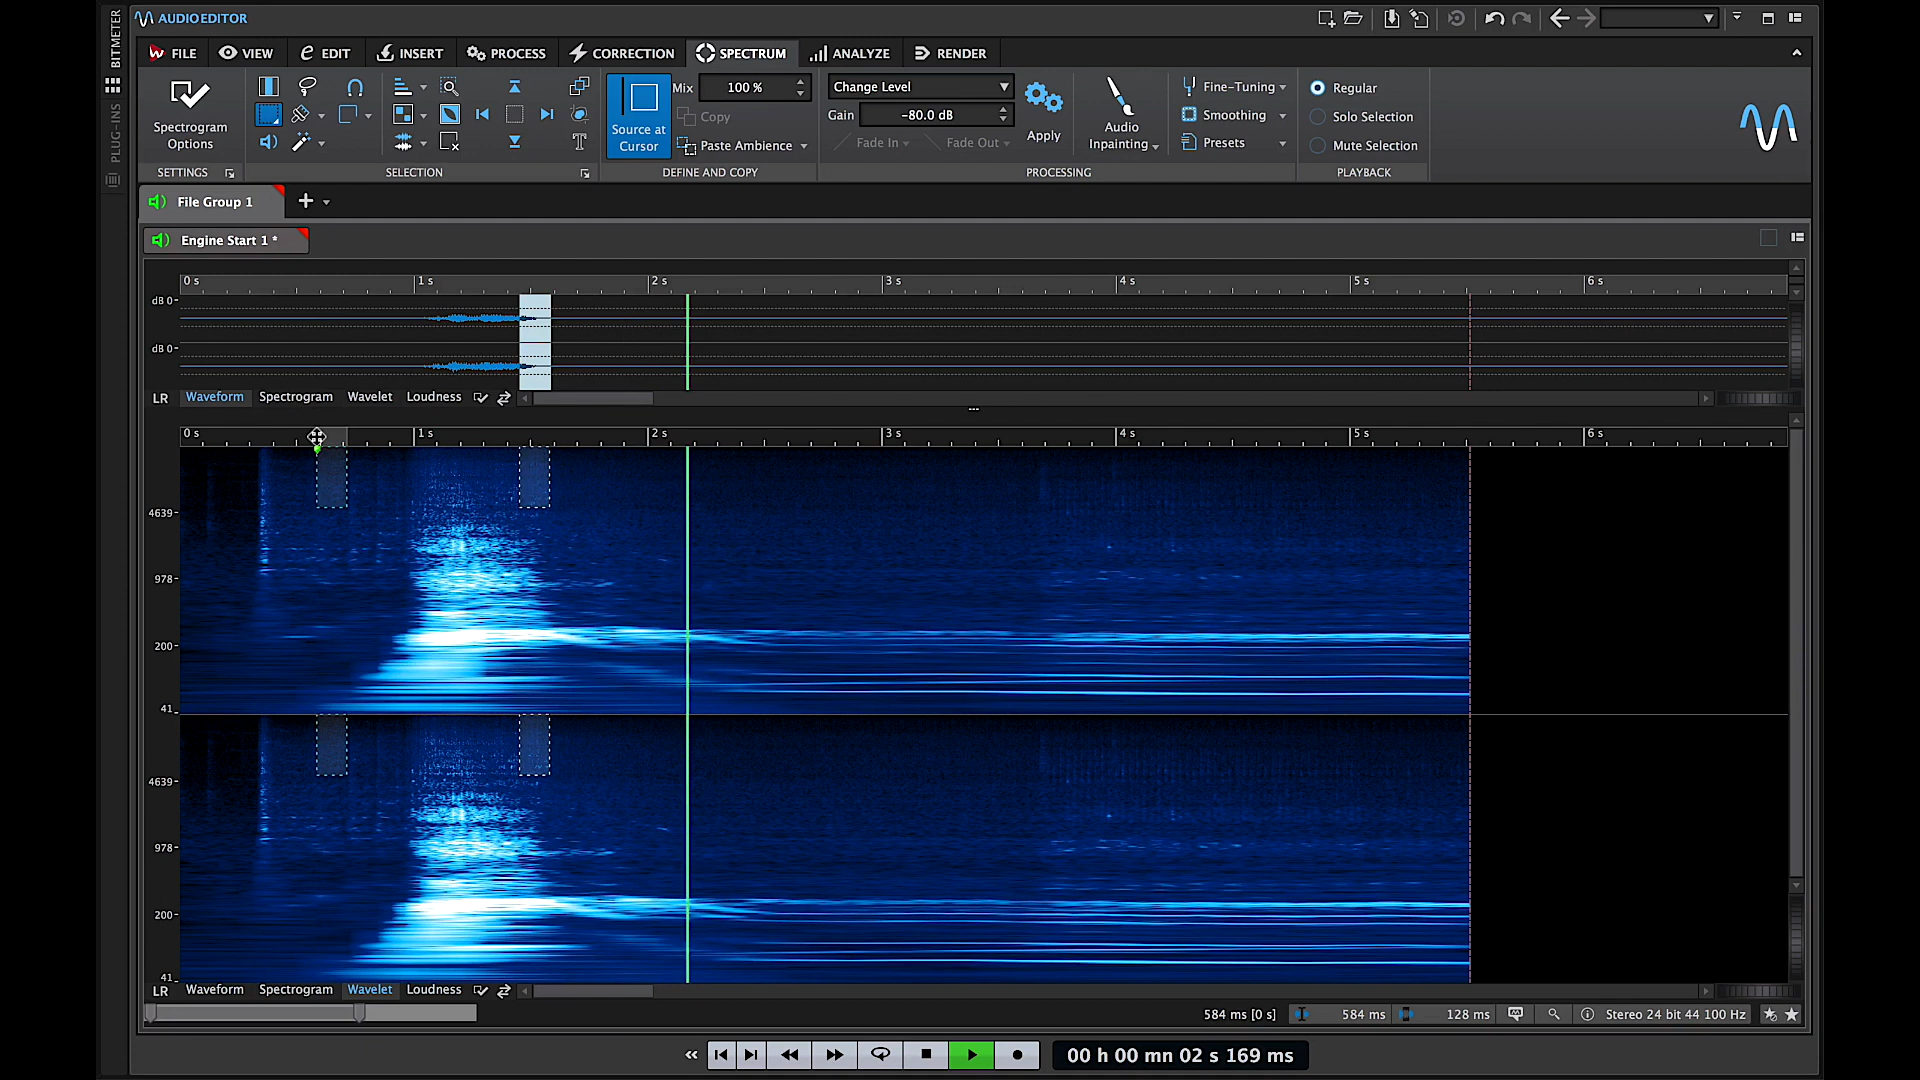 AUDIOEDITOR
BITMETER
PLUG-INS
FILE VIEW EDIT INSERT PROCESS CORRECTION SPECTRUM ANALYZE RENDER
Spectrogram
Options
SETTINGS
SELECTION
Source at
Cursor
Mix 100 %
Copy
Paste Ambience
DEFINE AND COPY
Change Level
Gain -80.0 dB
Fade In Fade Out
Apply
Audio
Inpainting
Fine-Tuning
Smoothing
Presets
PROCESSING
Regular
Solo Selection
Mute Selection
PLAYBACK
File Group 1
Engine Start 1 *
0 s 1 s 2 s 3 s 4 s 5 s 6 s
dB 0
dB 0
LR Waveform Spectrogram Wavelet Loudness
0 s 1 s 2 s 3 s 4 s 5 s 6 s
4639
978
200
41
4639
978
200
41
LR Waveform Spectrogram Wavelet Loudness
584 ms [0 s] 584 ms 128 ms Stereo 24 bit 44 100 Hz
00 h 00 mn 02 s 169 ms